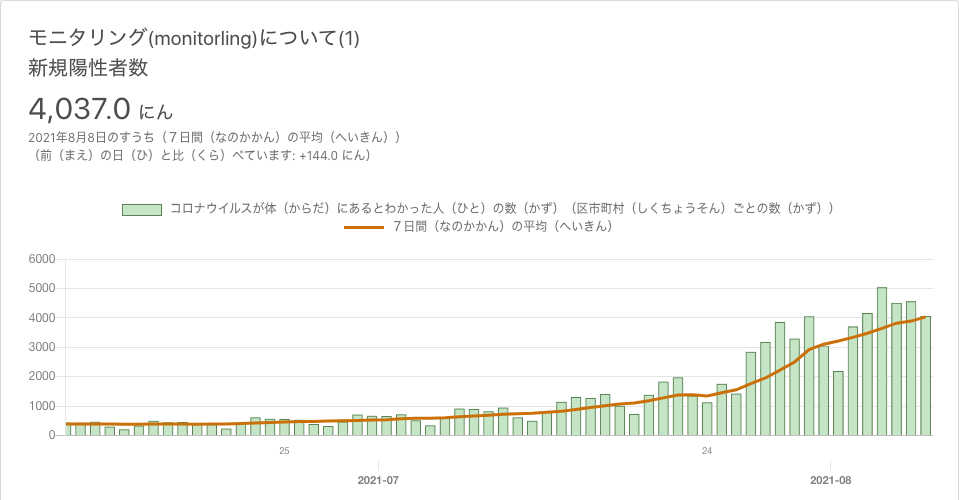 モニタリング(monitorling)について(1)
新規陽性者数
4,037.0 にん
2021年8月8日のすうち（７日間（なのかかん）の平均（へいきん））
（前（まえ）の日（ひ）と比（くら）べています: +144.0 にん）
コロナウイルスが体（からだ）にあるとわかった人（ひと）の数（かず）（区市町村（しくちょうそん）ごとの数（かず））
７日間（なのかかん）の平均（へいきん）
6000
5000
4000
3000
2000
1000
0
25
24
2021-07
2021-08